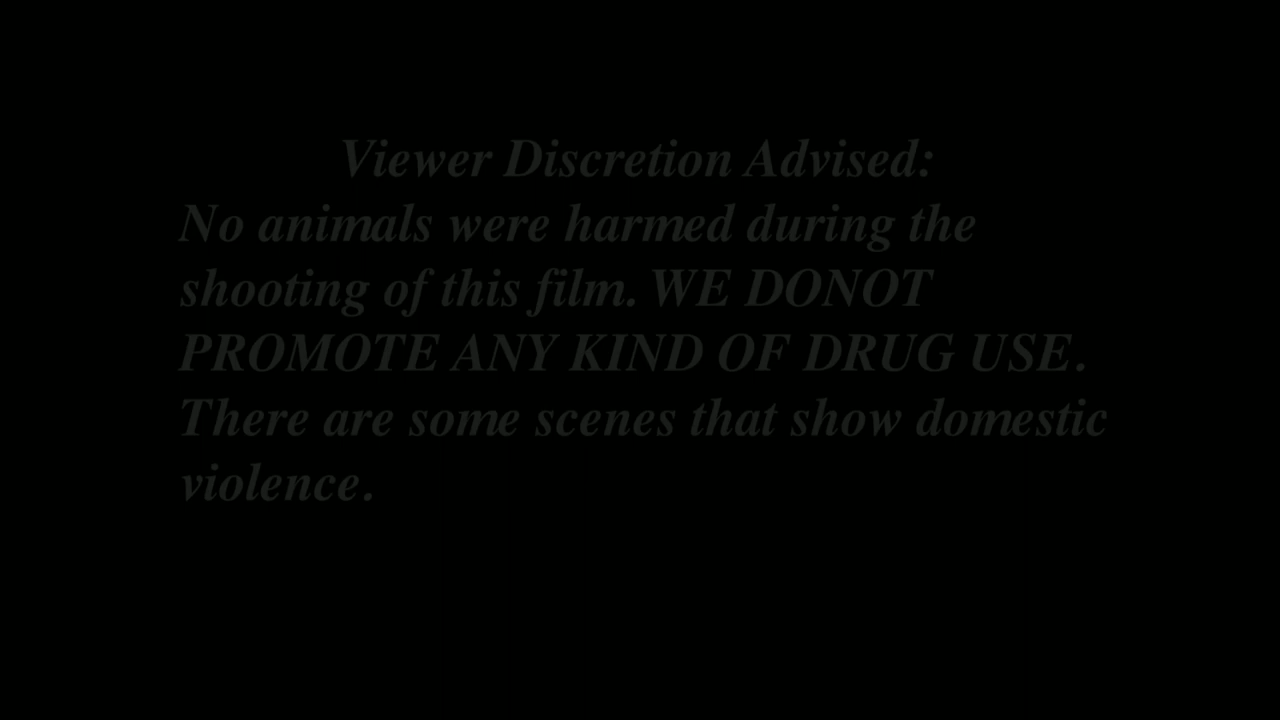 Viewer Discretion Advised:
No animals were harmed during the
shooting of this film. WE DONOT
PROMOTE ANY KIND OF DRUG USE.
There are some scenes that show domestic
violence.